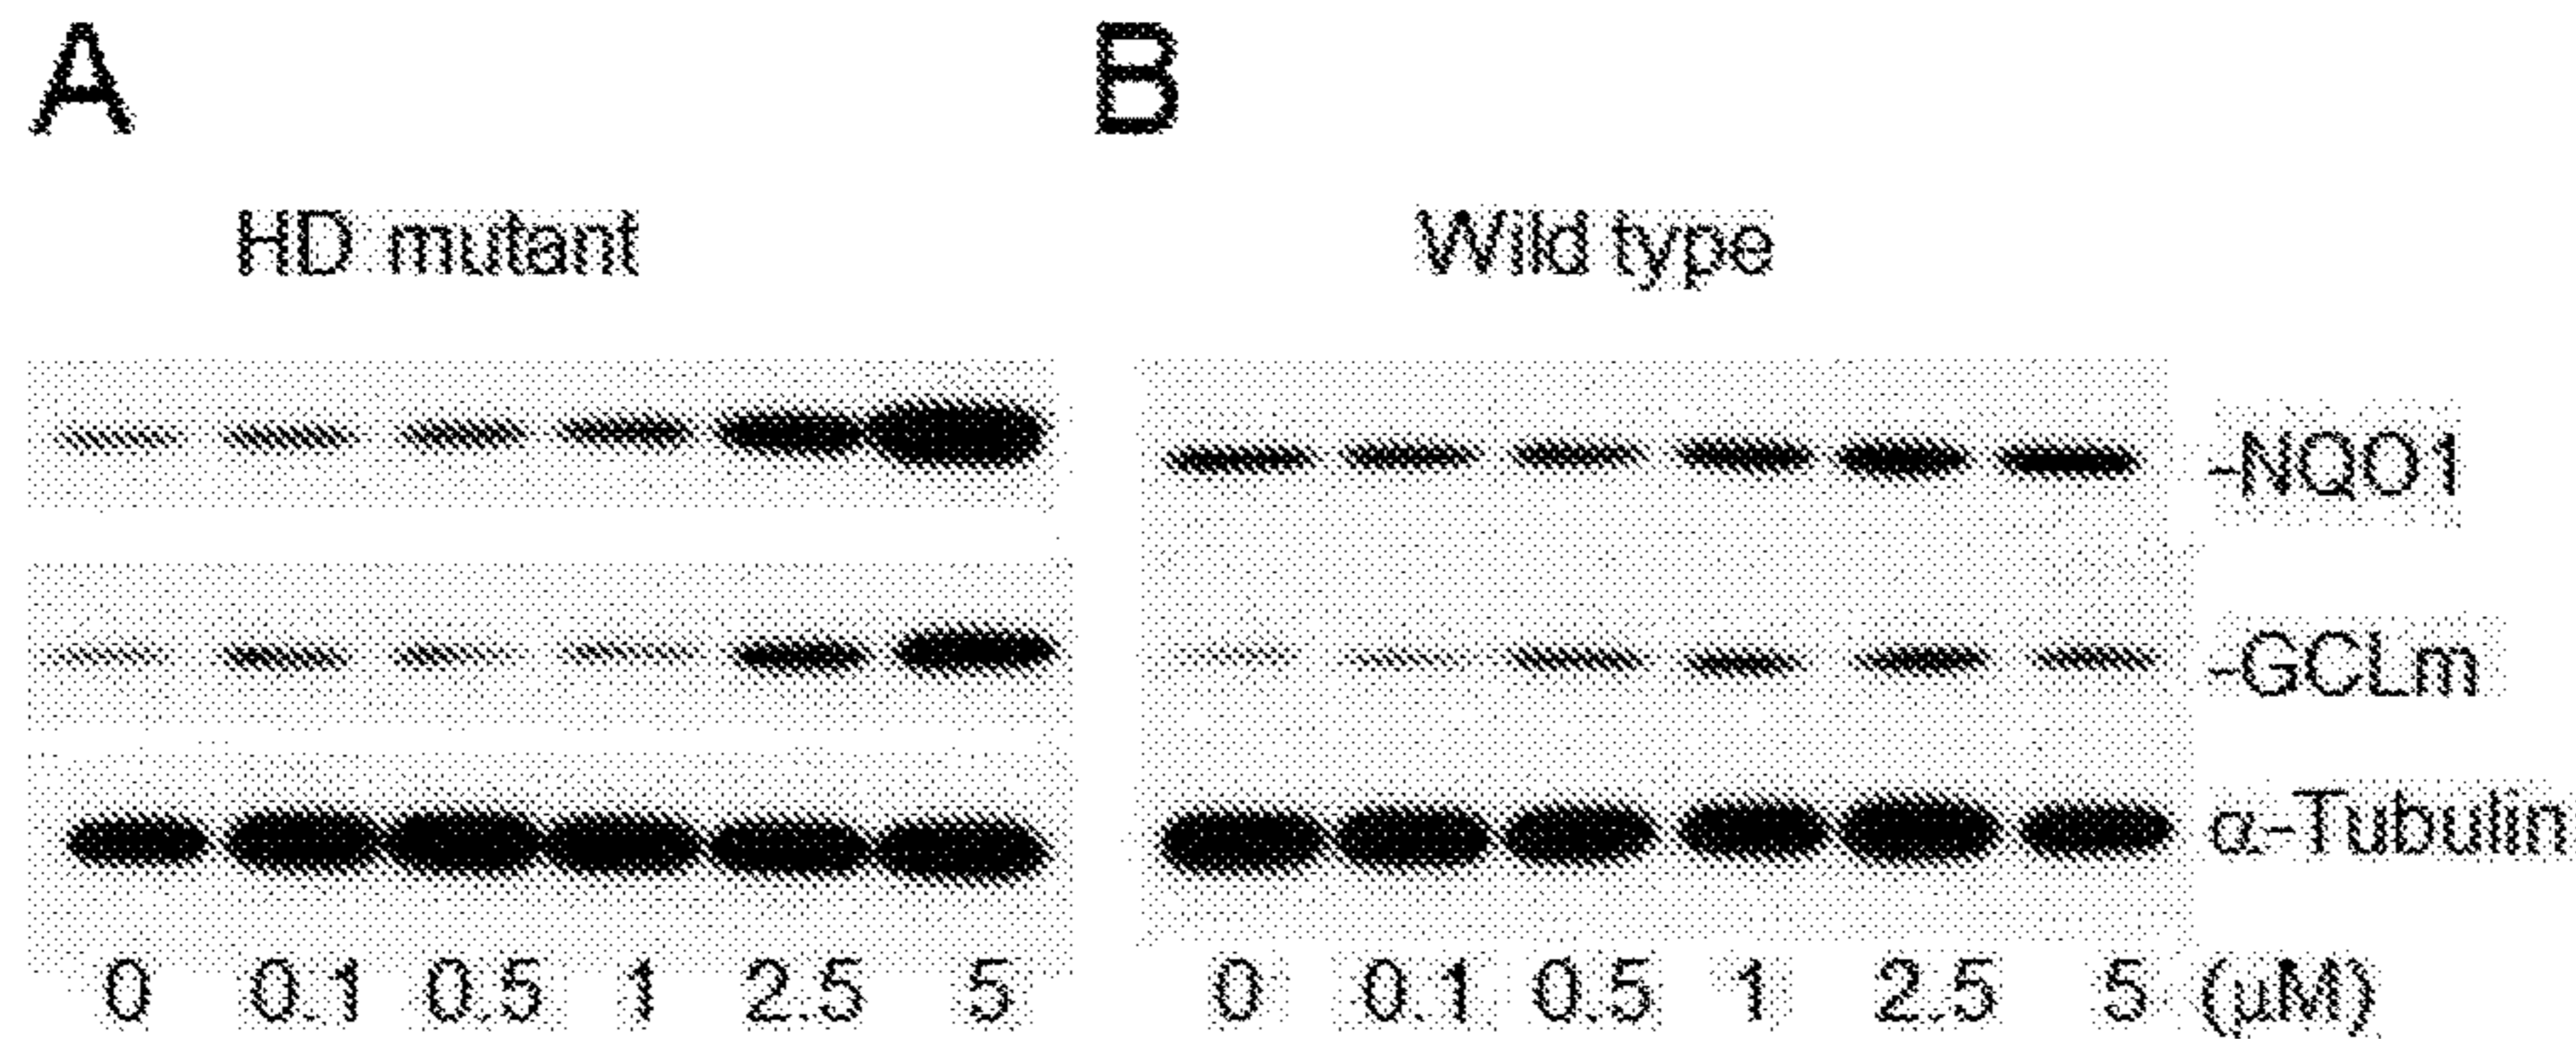 A B
HD mutant Wild type
-NQO1
-GCLm
α-Tubulin
0 0.1 0.5 1 2.5 5 0 0.1 0.5 1 2.5 5 (μM)